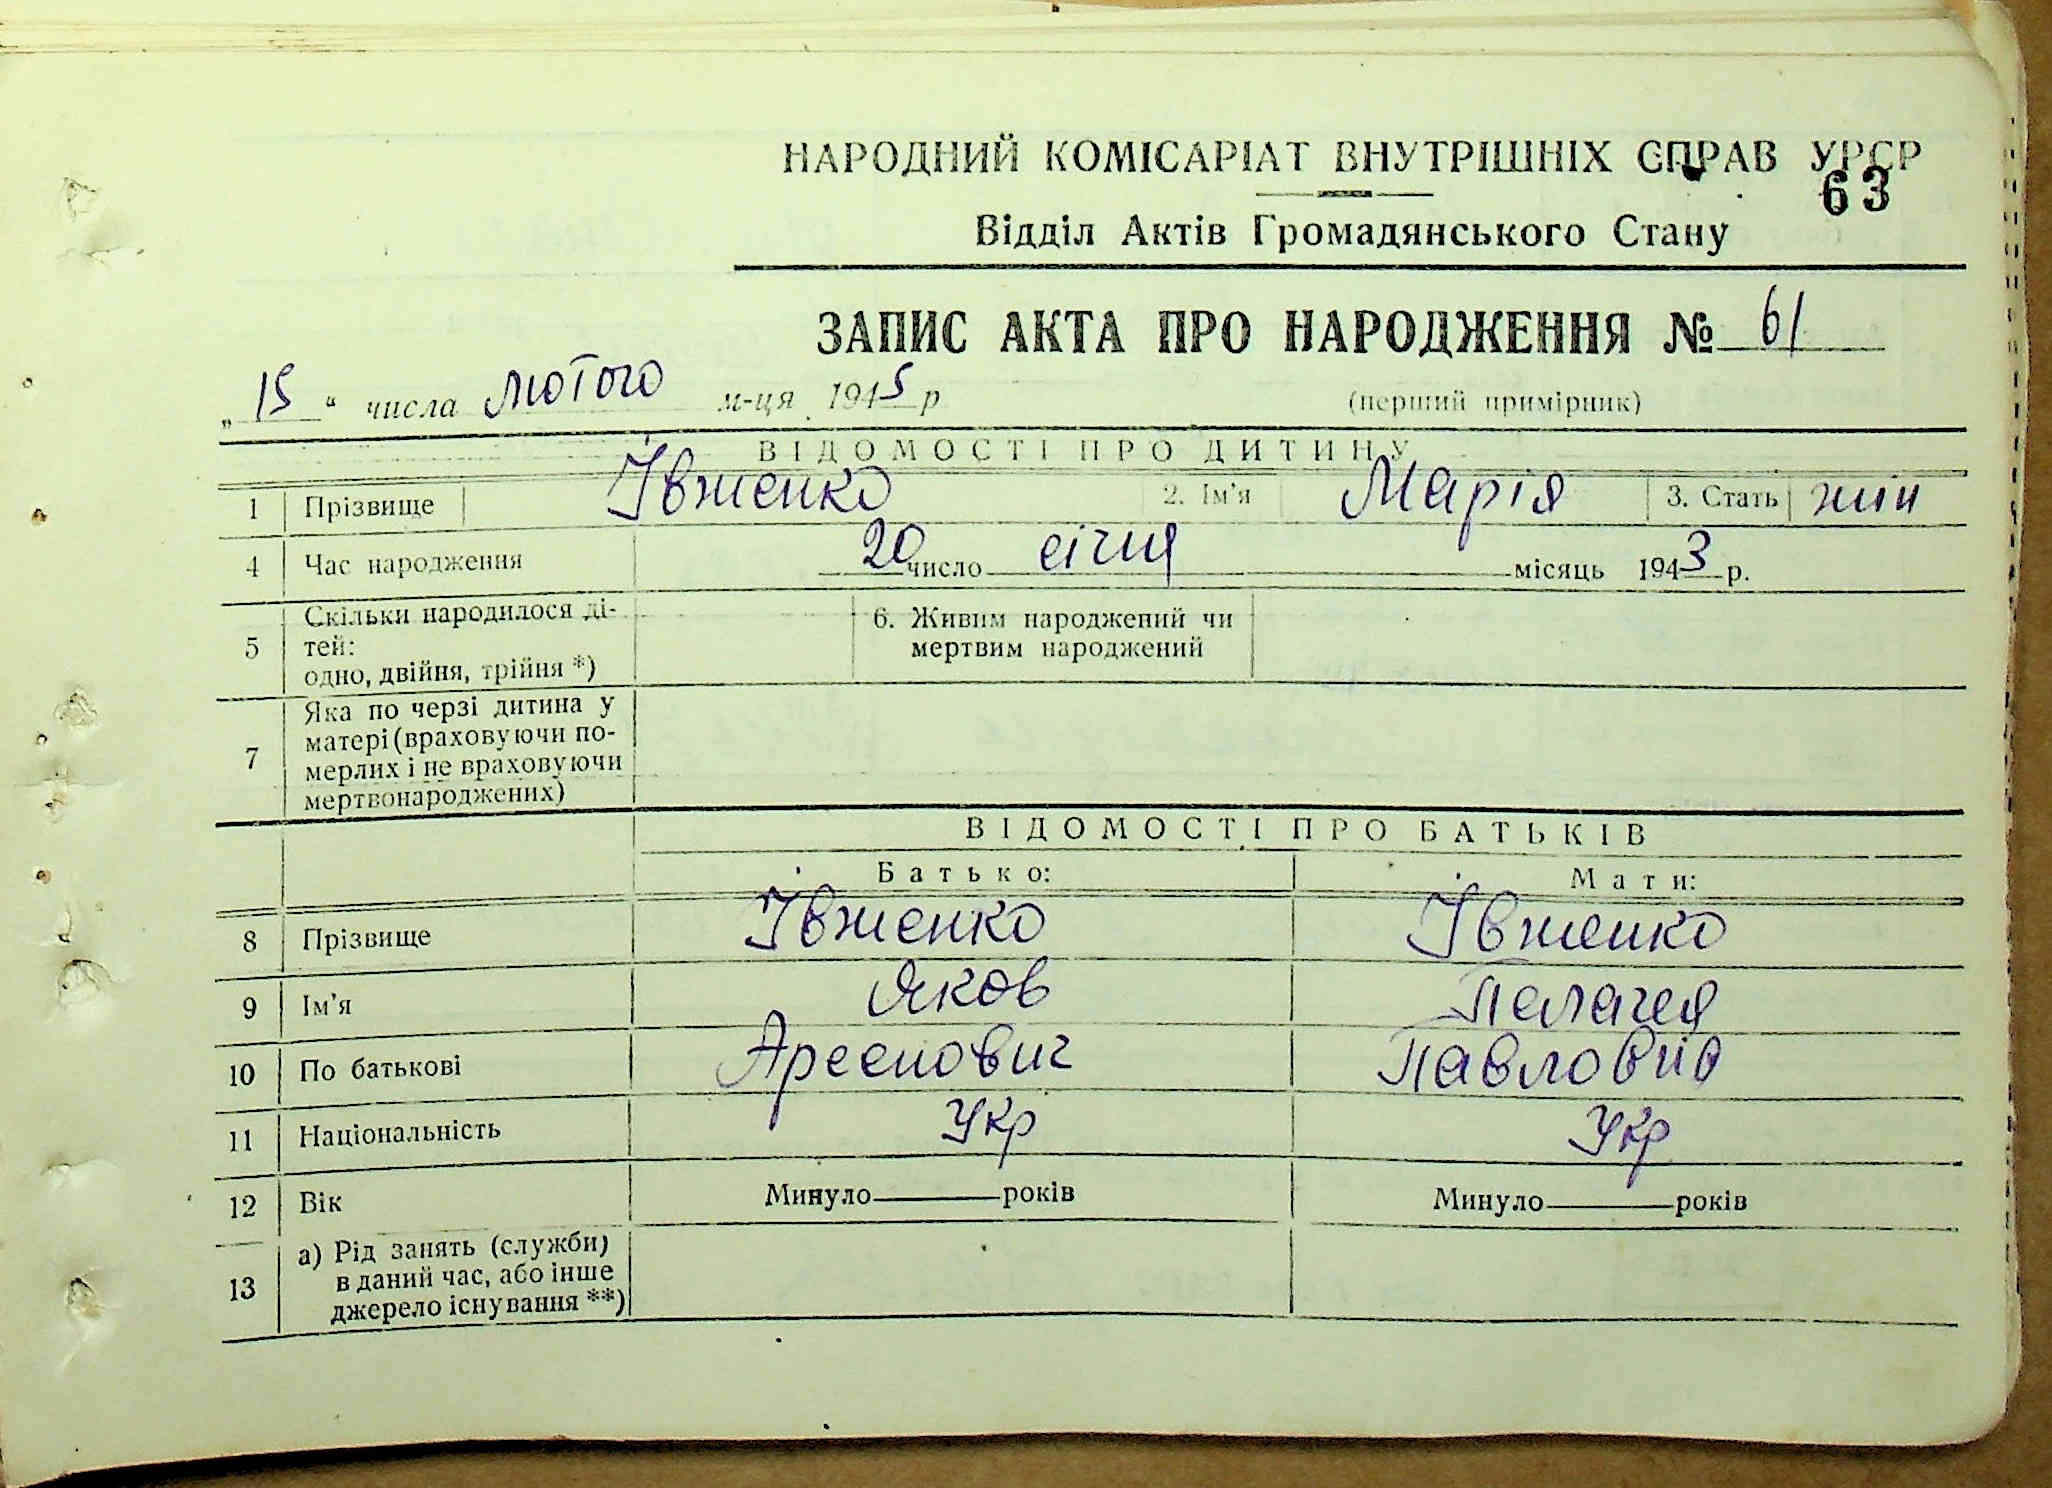 НАРОДНИЙ КОМІСАРІАТ ВНУТРІШНІХ СПРАВ УРСР
63
Відділ Актів Громадянського Стану
ЗАПИС АКТА ПРО НАРОДЖЕННЯ № 61
„15“ числа лютого м-ця 1945 р
(перший примірник)
ВІДОМОСТІ ПРО ДИТИНУ
1 Прізвище Івженко 2. Ім’я Марія 3. Стать жін
4 Час народження 20 число січня місяць 1943 р.
5 Скільки народилося ді-
тей:
одно, двійня, трійня *)
6. Живим народжений чи
мертвим народжений
7 Яка по черзі дитина у
матері (враховуючи по-
мерлих і не враховуючи
мертвонароджених)
ВІДОМОСТІ ПРО БАТЬКІВ
Батько: Мати:
8 Прізвище Івженко Івженко
9 Ім’я Яков Пелагея
10 По батькові Арсенович Павловна
11 Національність Укр Укр
12 Вік Минуло років Минуло років
13 а) Рід занять (служби)
в даний час, або інше
джерело існування **)